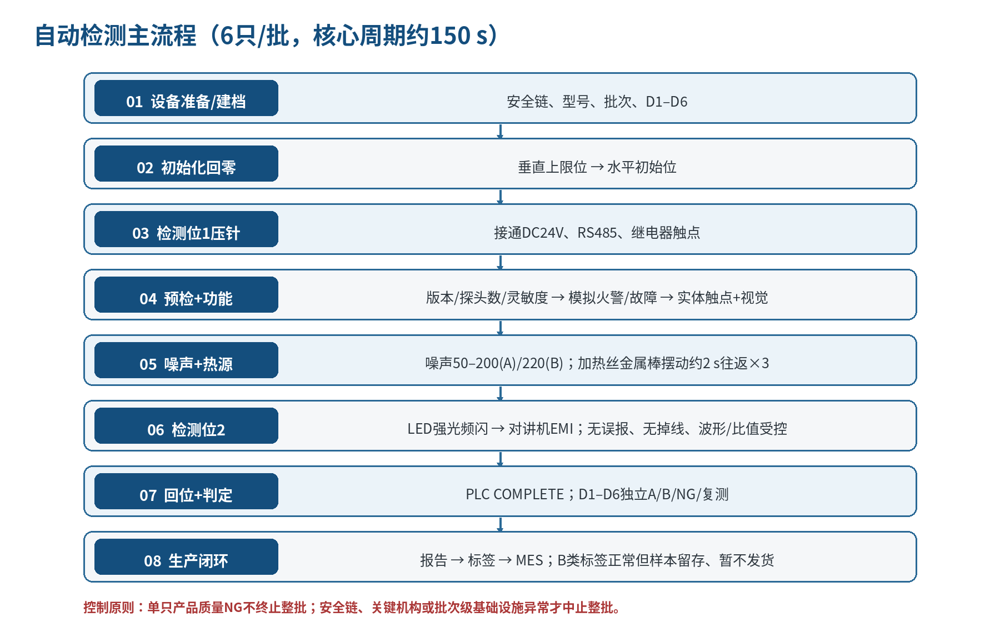 自动检测主流程（6只/批，核心周期约150 s）
01 设备准备/建档
安全链、型号、批次、D1–D6
02 初始化回零
垂直上限位 → 水平初始位
03 检测位1压针
接通DC24V、RS485、继电器触点
04 预检+功能
版本/探头数/灵敏度 → 模拟火警/故障 → 实体触点+视觉
05 噪声+热源
噪声50–200(A)/220(B)；加热丝金属棒摆动约2 s往返×3
06 检测位2
LED强光频闪 → 对讲机EMI；无误报、无掉线、波形/比值受控
07 回位+判定
PLC COMPLETE；D1–D6独立A/B/NG/复测
08 生产闭环
报告 → 标签 → MES；B类标签正常但样本留存、暂不发货
控制原则：单只产品质量NG不终止整批；安全链、关键机构或批次级基础设施异常才中止整批。